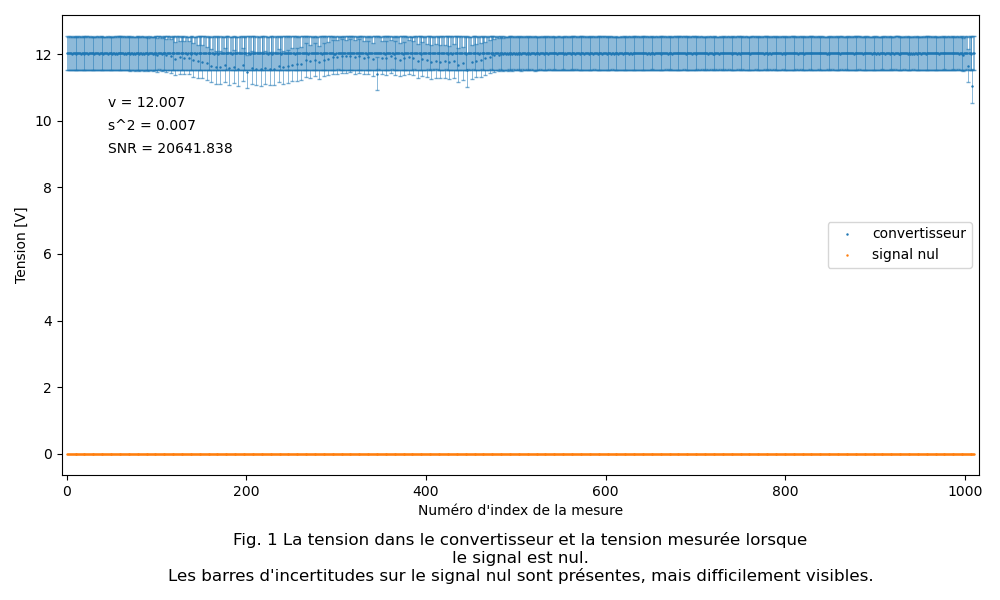 12
10
8
6
4
2
0
Tension [V]
v = 12.007
s^2 = 0.007
SNR = 20641.838
convertisseur
signal nul
0 200 400 600 800 1000
Numéro d'index de la mesure
Fig. 1 La tension dans le convertisseur et la tension mesurée lorsque
le signal est nul.
Les barres d'incertitudes sur le signal nul sont présentes, mais difficilement visibles.